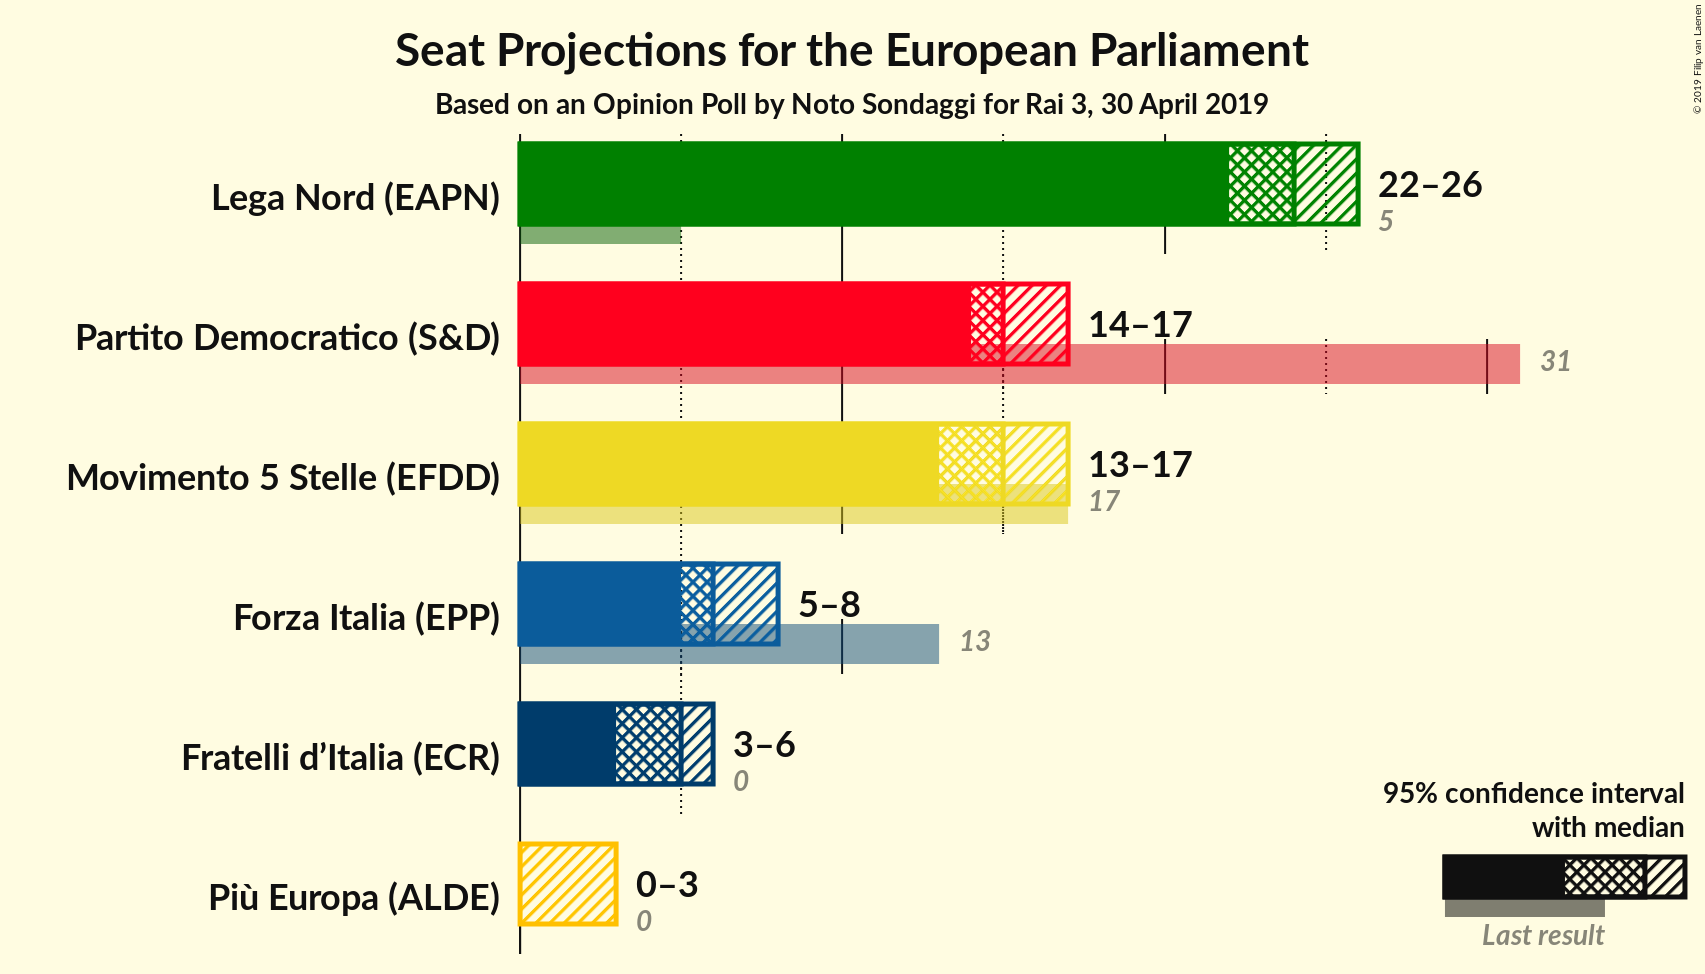 Seat Projections for the European Parliament
Based on an Opinion Poll by Noto Sondaggi for Rai 3, 30 April 2019
© 2019 Filip van Laenen
Lega Nord (EAPN)
22–26
5
Partito Democratico (S&D)
14–17
31
Movimento 5 Stelle (EFDD)
13–17
17
Forza Italia (EPP)
5–8
13
Fratelli d’Italia (ECR)
3–6
0
Più Europa (ALDE)
0–3
0
95% confidence interval
with median
Last result